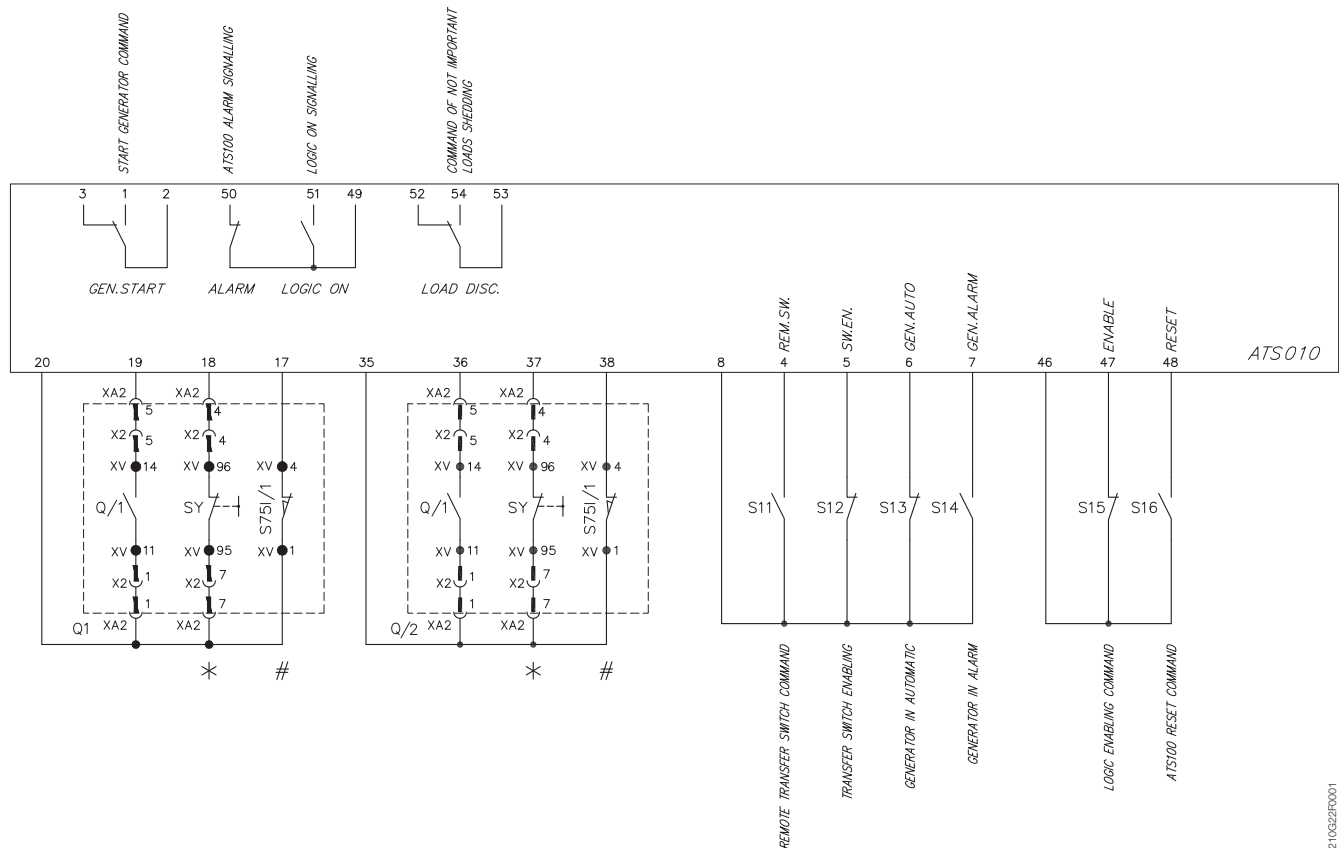 START GENERATOR COMMAND
ATS100 ALARM SIGNALLING
LOGIC ON SIGNALLING
COMMAND OF NOT IMPORTANT
LOADS SHEDDING
3 1 2 50 51 49 52 54 53
GEN.START ALARM LOGIC ON LOAD DISC.
REM.SW.
SW.EN.
GEN.AUTO
GEN.ALARM
ENABLE
RESET
ATS010
20 19 18 17 35 36 37 38 8 4 5 6 7 46 47 48
XA2 XA2 XA2 XA2
5 4 5 4
X2 5 X2 4 X2 5 X2 4
XV 14 XV 96 XV 4 XV 14 XV 96 XV 4
Q/1 SY S75I/1 Q/1 SY S75I/1 S11 S12 S13 S14 S15 S16
XV 11 XV 95 XV 1 XV 11 XV 95 XV 1
X2 1 X2 7 X2 1 X2 7
1 7 1 7
Q1 XA2 XA2 Q/2 XA2 XA2
* # * #
REMOTE TRANSFER SWITCH COMMAND
TRANSFER SWITCH ENABLING
GENERATOR IN AUTOMATIC
GENERATOR IN ALARM
LOGIC ENABLING COMMAND
ATS100 RESET COMMAND
210G22F0001